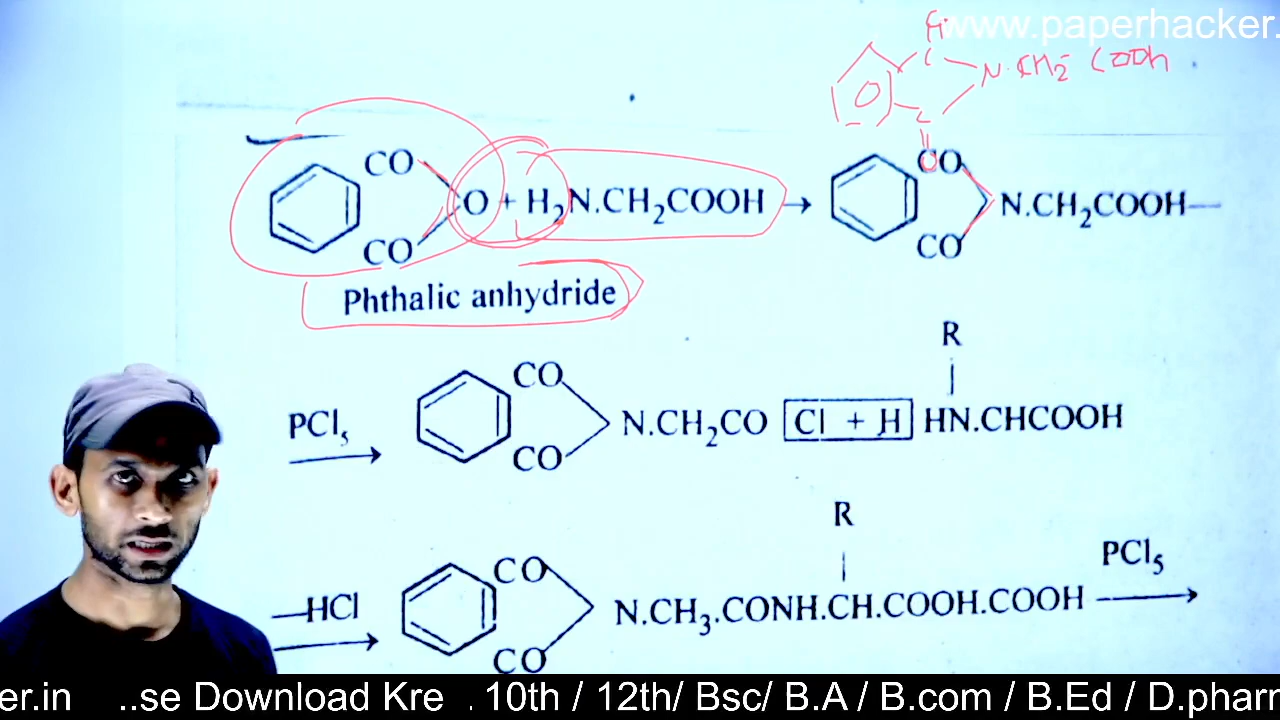 www.paperhacker.
C
N.CH2 COOH
C
O
CO
CO
O + H₂N.CH₂COOH →
CO
CO
N.CH₂COOH—
Phthalic anhydride
R
PCl₅
CO
CO
N.CH₂CO Cl + H HN.CHCOOH
R
—HCl
CO
CO
N.CH₃.CONH.CH.COOH.COOH
PCl₅
er.in ..se Download Kre . 10th / 12th/ Bsc/ B.A / B.com / B.Ed / D.pharr